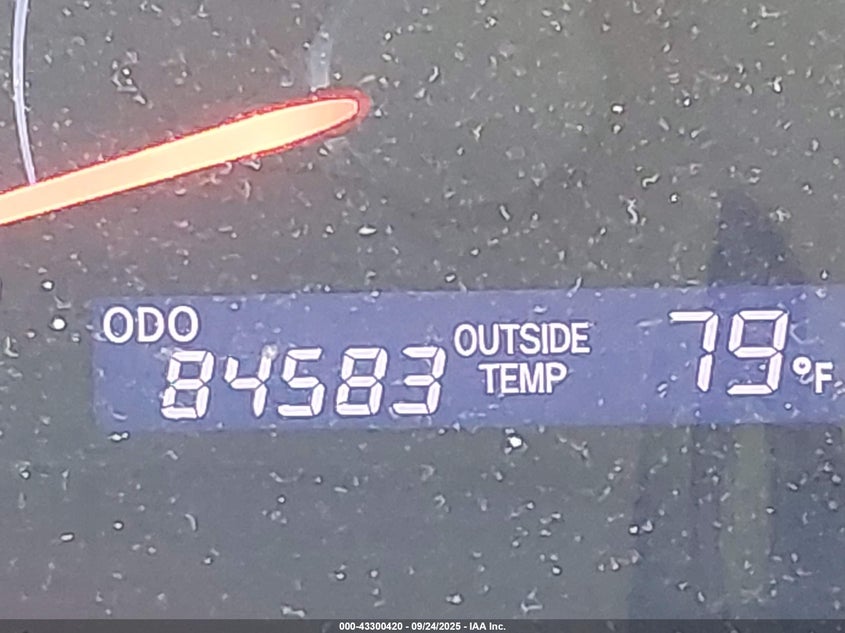 ODO
84583
OUTSIDE
TEMP
79°F
000-43300420 - 09/24/2025 - IAA Inc.